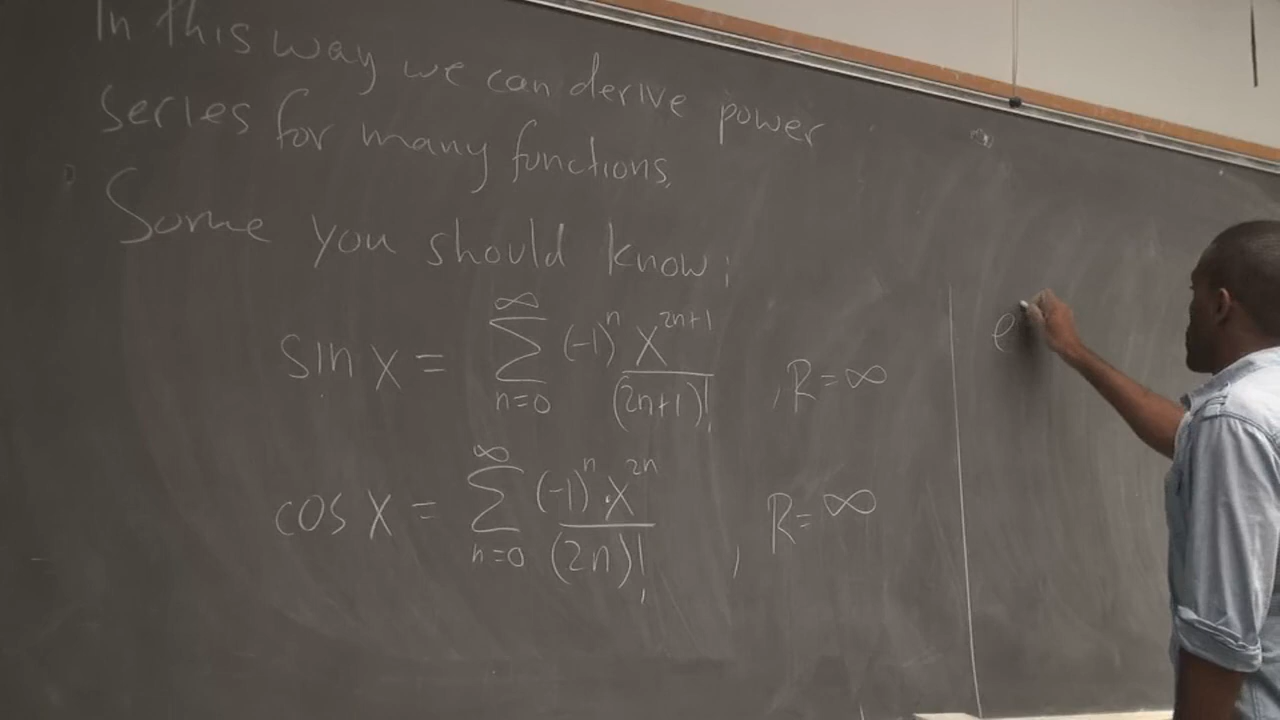 In this way we can derive power
series for many functions.
Some you should know:
sin x = ∑_{n=0}^{∞} (-1)^n x^{2n+1}/(2n+1)! , R = ∞
cos x = ∑_{n=0}^{∞} (-1)^n x^{2n}/(2n)! , R = ∞
e